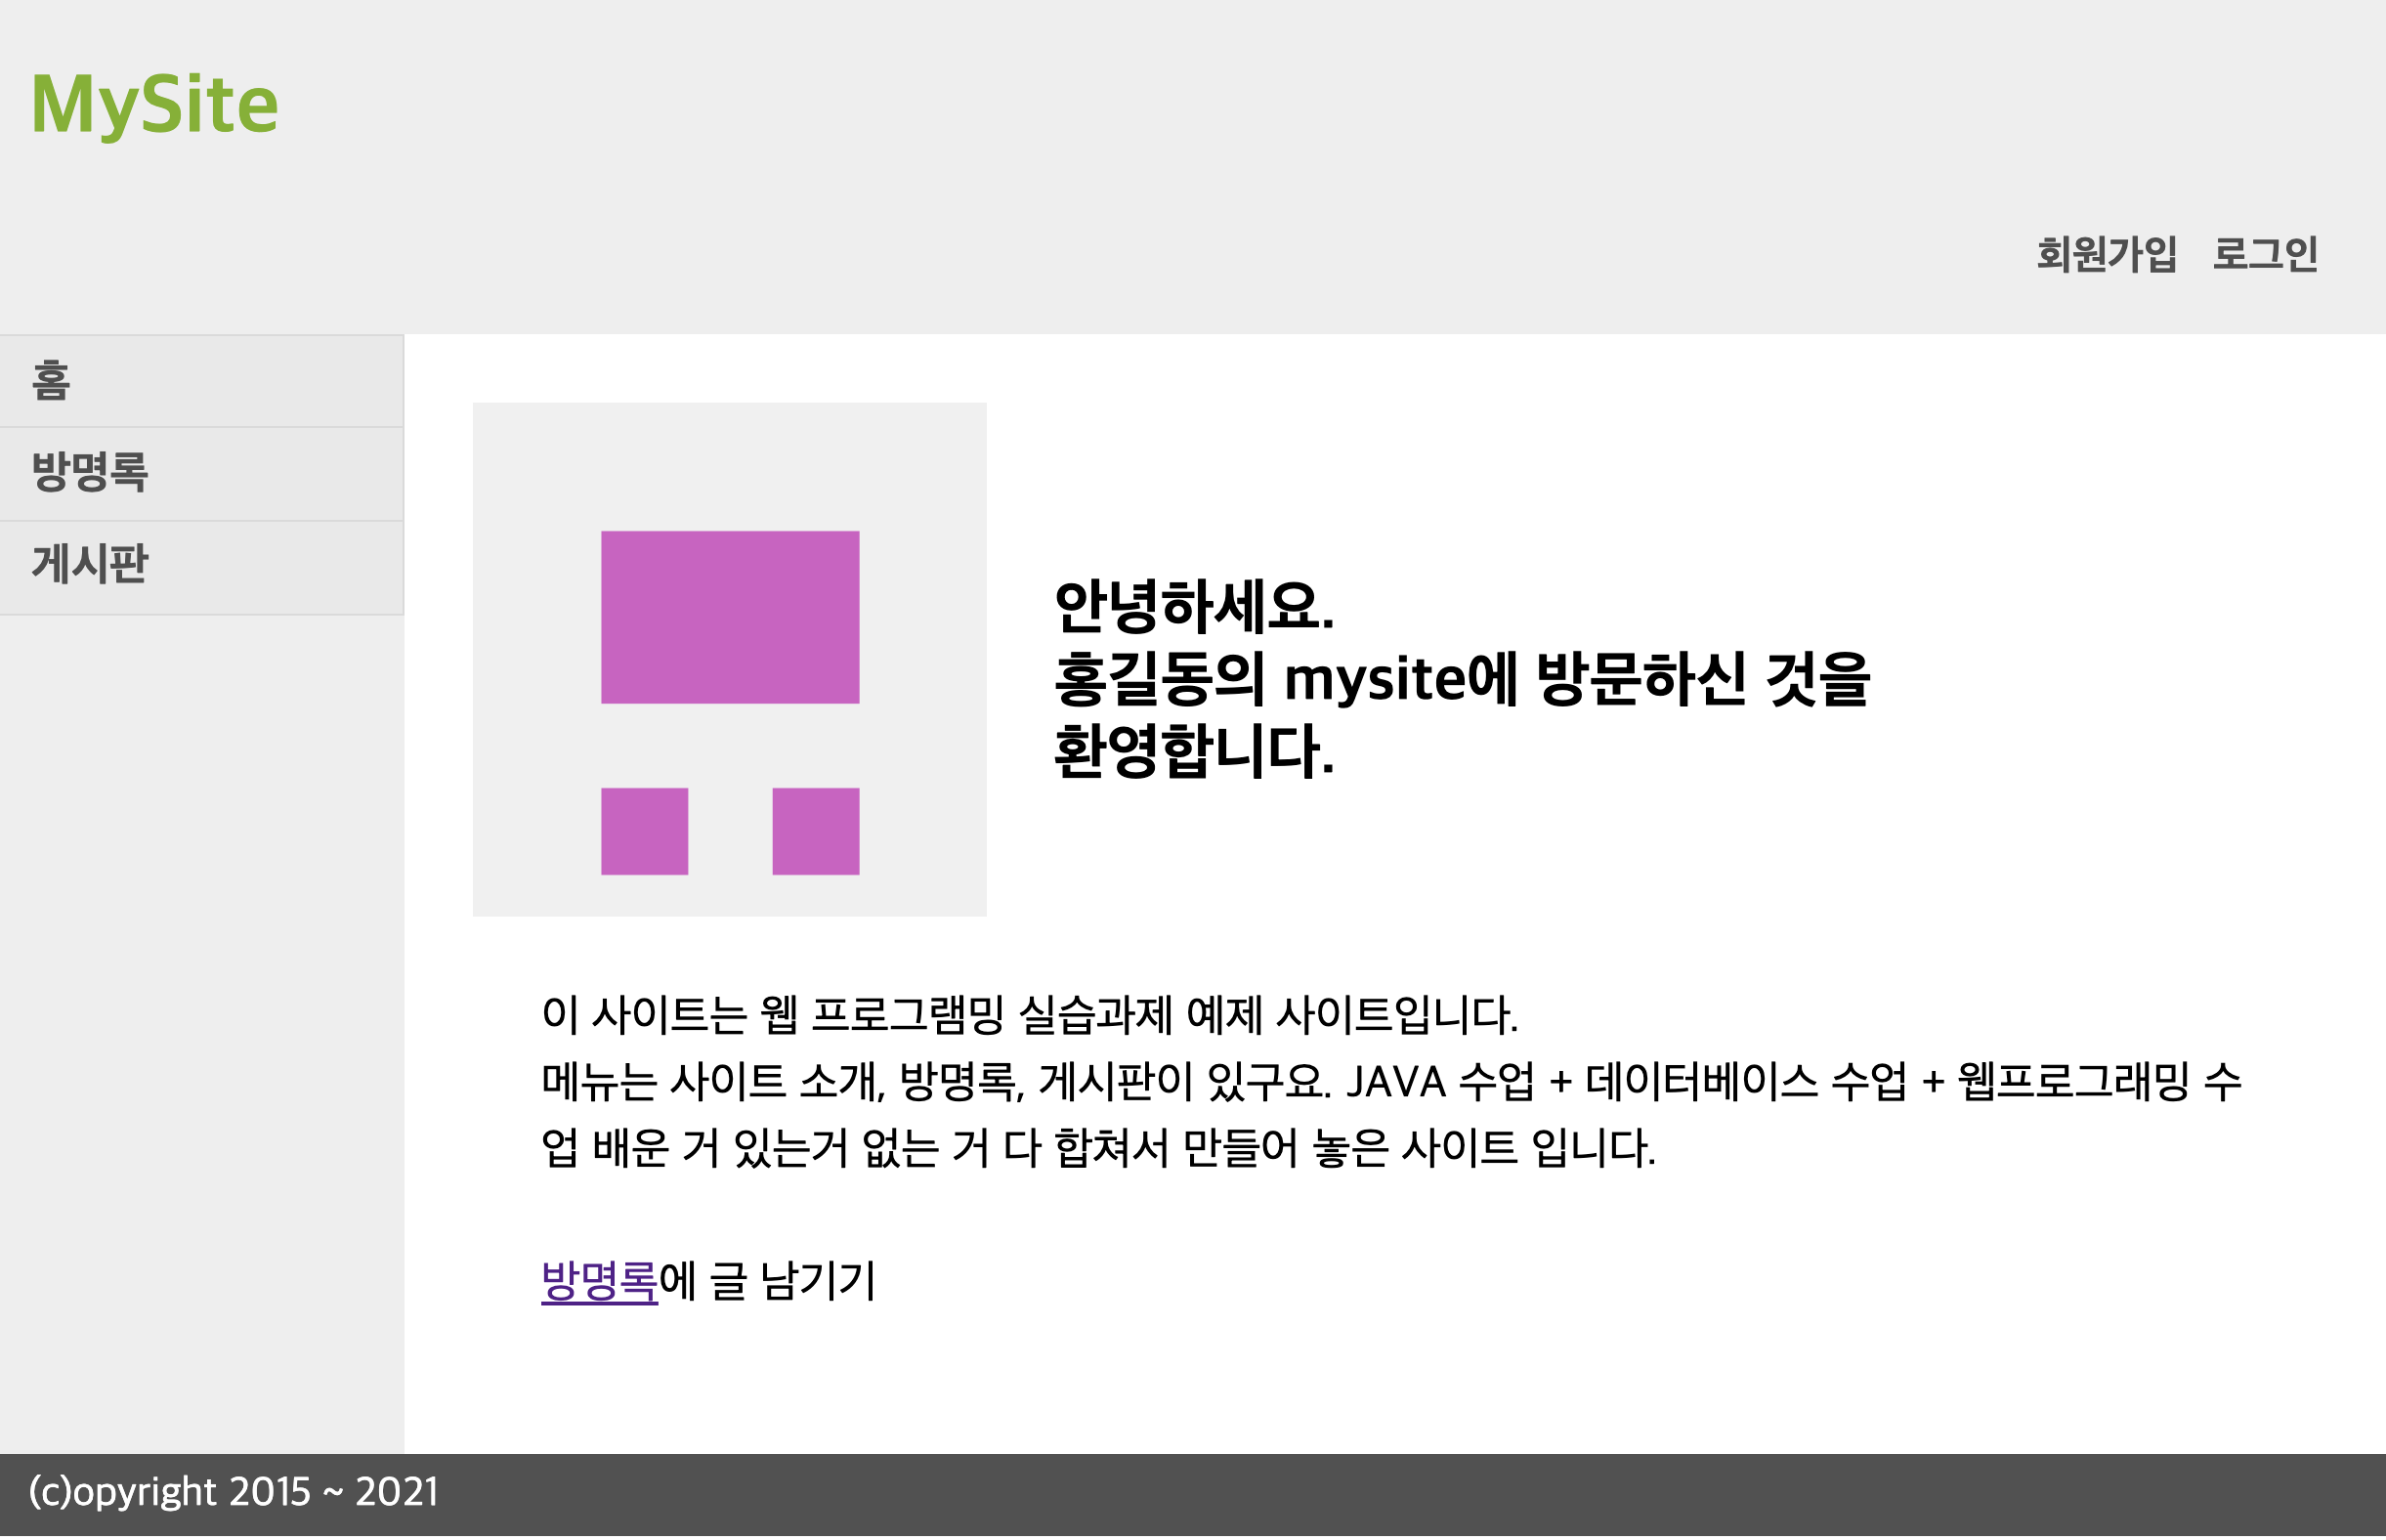 MySite
회원가입 로그인
홈
방명록
게시판
안녕하세요.
홍길동의 mysite에 방문하신 것을
환영합니다.
이 사이트는 웹 프로그램밍 실습과제 예제 사이트입니다.
메뉴는 사이트 소개, 방명록, 게시판이 있구요. JAVA 수업 + 데이터베이스 수업 + 웹프로그래밍 수
업 배운 거 있는거 없는 거 다 합쳐서 만들어 놓은 사이트 입니다.
방명록에 글 남기기
(c)opyright 2015 ~ 2021